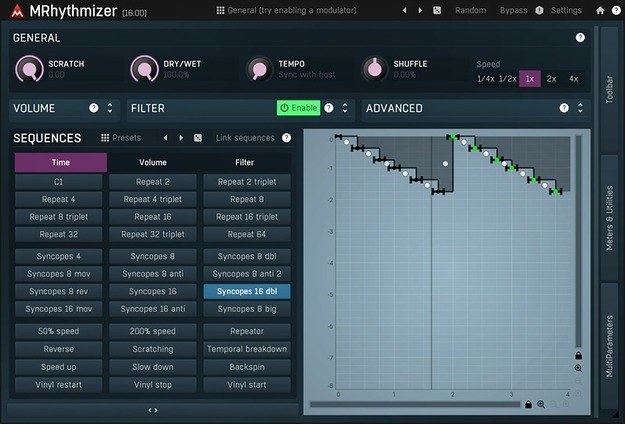 MRhythmizer (16.00)
General (try enabling a modulator)
Random
Bypass
Settings
GENERAL
SCRATCH
0.00
DRY/WET
100.0%
TEMPO
Sync with host
SHUFFLE
0.00%
Speed
1/4x 1/2x 1x 2x 4x
VOLUME
FILTER
Enable
ADVANCED
SEQUENCES
Presets
Link sequences
Time Volume Filter
C1 Repeat 2 Repeat 2 triplet
Repeat 4 Repeat 4 triplet Repeat 8
Repeat 8 triplet Repeat 16 Repeat 16 triplet
Repeat 32 Repeat 32 triplet Repeat 64
Syncopes 4 Syncopes 8 Syncopes 8 dbl
Syncopes 8 mov Syncopes 8 anti Syncopes 8 anti 2
Syncopes 8 rev Syncopes 16 Syncopes 16 dbl
Syncopes 16 mov Syncopes 16 anti Syncopes 8 big
50% speed 200% speed Repeator
Reverse Scratching Temporal breakdown
Speed up Slow down Backspin
Vinyl restart Vinyl stop Vinyl start
0
-1
-2
-3
-4
-5
-6
-7
-8
0 1 2 3 4
Toolbar
Meters & Utilities
MultiParameters